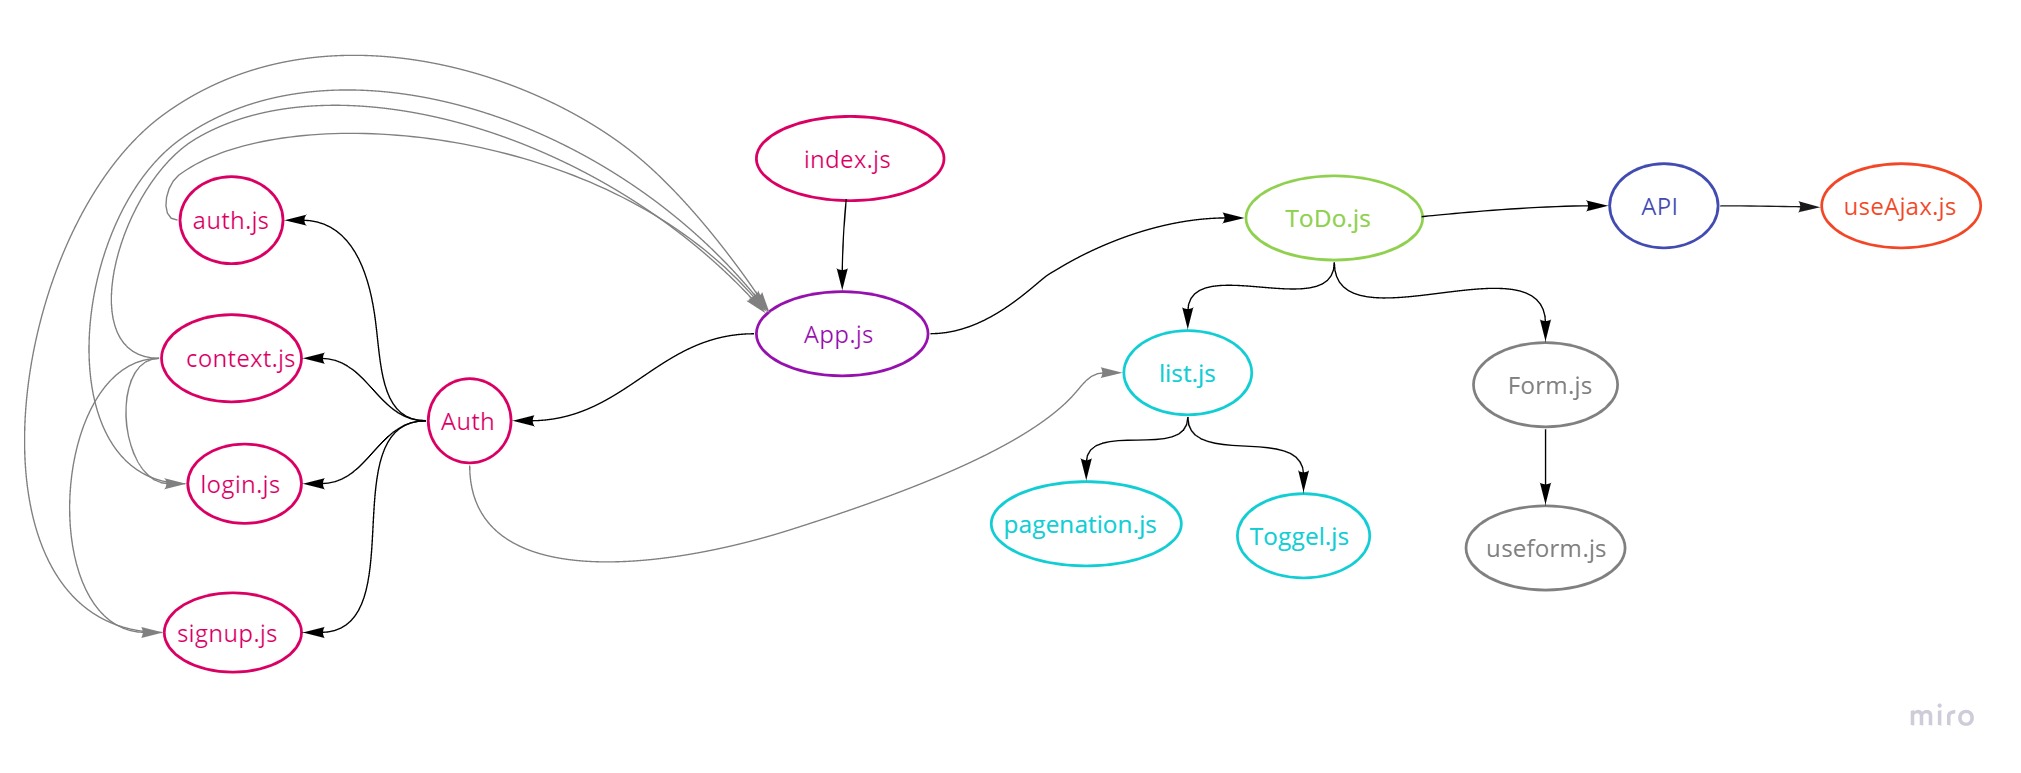 index.js
auth.js
ToDo.js
API
useAjax.js
App.js
context.js
list.js
Form.js
Auth
login.js
pagenation.js
Toggel.js
useform.js
signup.js
miro